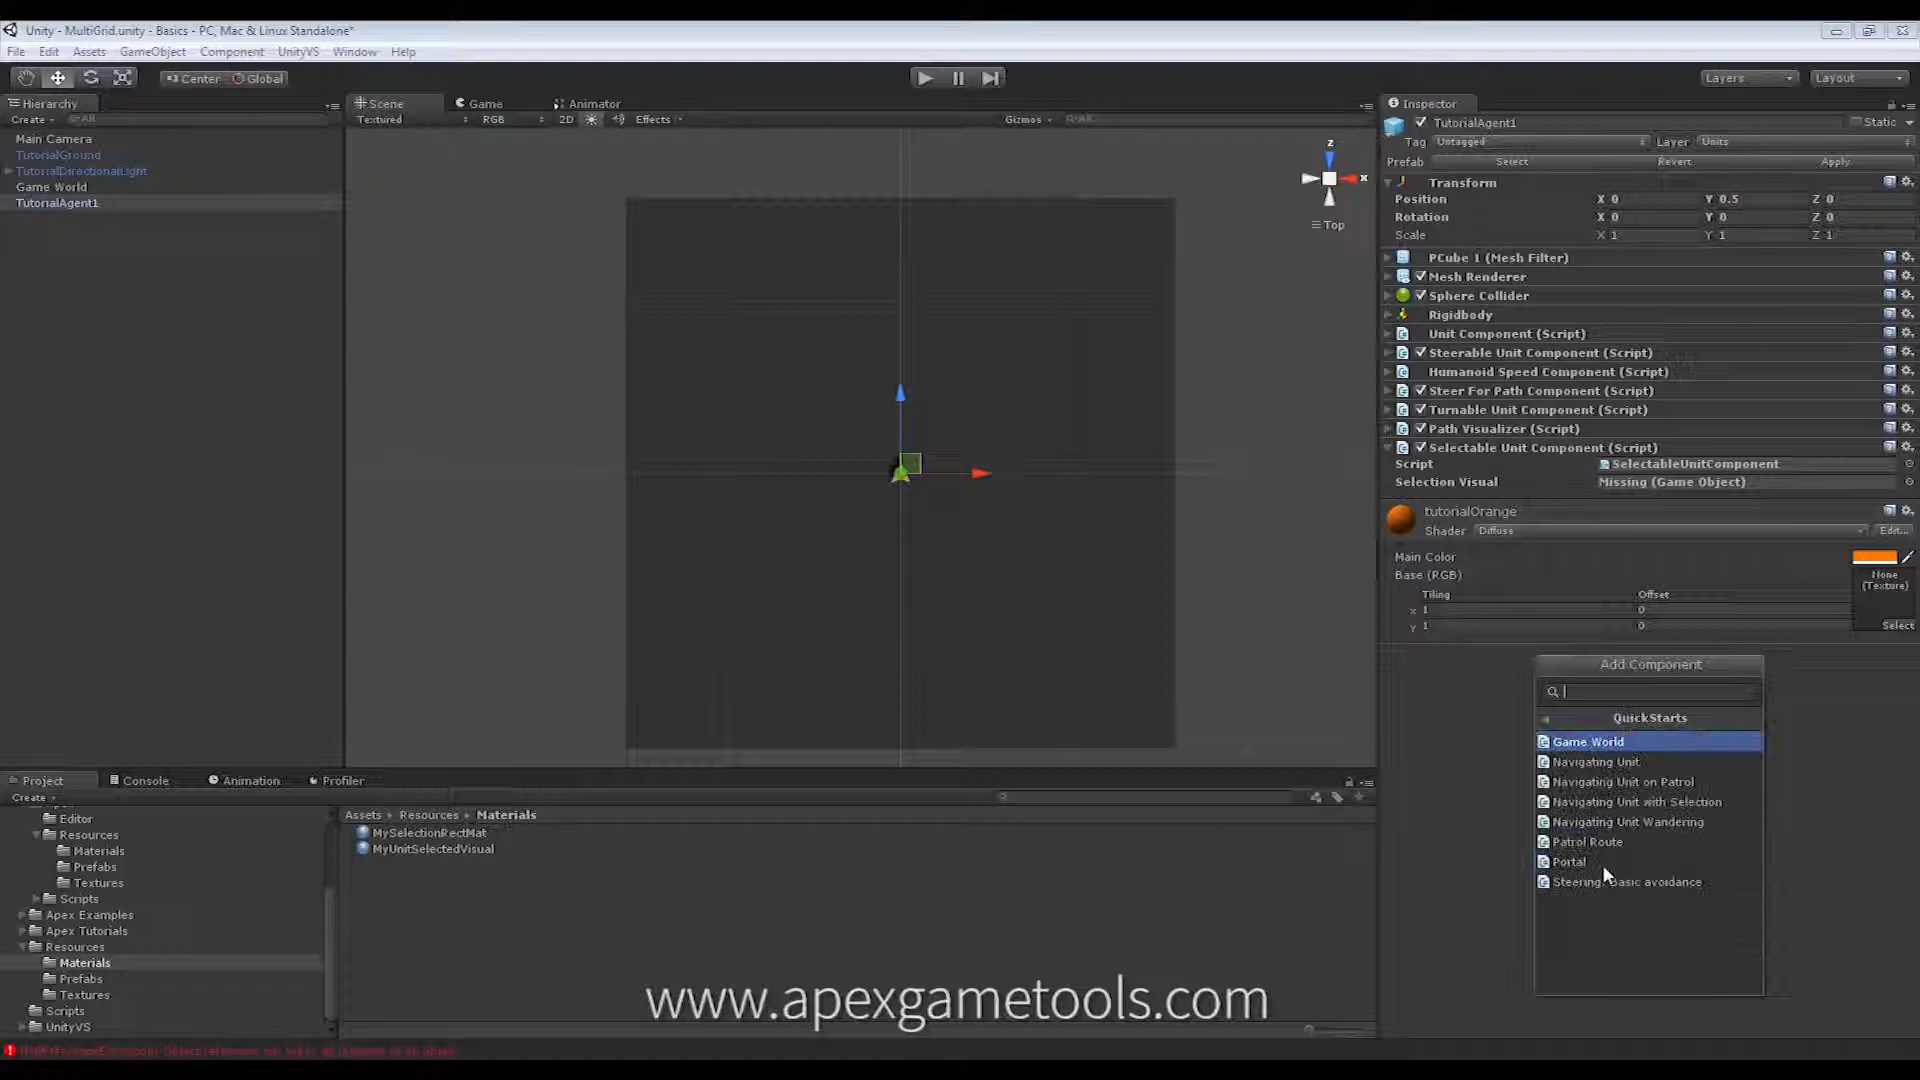 Unity - MultiGrid.unity - Basics - PC, Mac & Linux Standalone*
File Edit Assets GameObject Component UnityVS Window Help
Center Global
Layers Layout
Hierarchy
Create
Main Camera
TutorialGround
TutorialDirectionalLight
Game World
TutorialAgent1
Scene Game Animator
Textured RGB 2D Effects Gizmos
z
x
Top
Inspector
TutorialAgent1 Static
Tag Untagged Layer Units
Prefab Select Revert Apply
Transform
Position X 0 Y 0.5 Z 0
Rotation X 0 Y 0 Z 0
Scale X 1 Y 1 Z 1
PCube 1 (Mesh Filter)
Mesh Renderer
Sphere Collider
Rigidbody
Unit Component (Script)
Steerable Unit Component (Script)
Humanoid Speed Component (Script)
Steer For Path Component (Script)
Turnable Unit Component (Script)
Path Visualizer (Script)
Selectable Unit Component (Script)
Script SelectableUnitComponent
Selection Visual Missing (Game Object)
tutorialOrange
Shader Diffuse Edit...
Main Color
Base (RGB)
None
(Texture)
Tiling Offset
x 1 0
y 1 0
Select
Add Component
QuickStarts
Game World
Navigating Unit
Navigating Unit on Patrol
Navigating Unit with Selection
Navigating Unit Wandering
Patrol Route
Portal
Steering: Basic avoidance
Project Console Animation Profiler
Create
Editor
Resources
Materials
Prefabs
Textures
Scripts
Apex Examples
Apex Tutorials
Resources
Materials
Prefabs
Textures
Scripts
UnityVS
Assets Resources Materials
MySelectionRectMat
MyUnitSelectedVisual
www.apexgametools.com